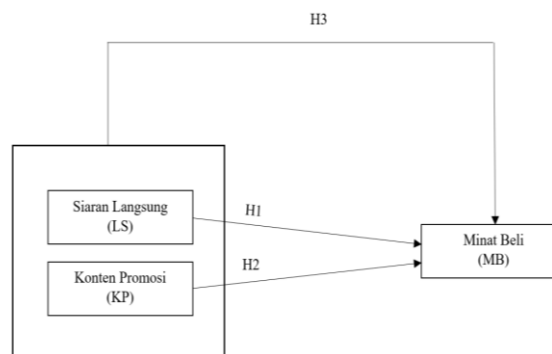 H3
Siaran Langsung
(LS)
H1
Konten Promosi
(KP)
H2
Minat Beli
(MB)